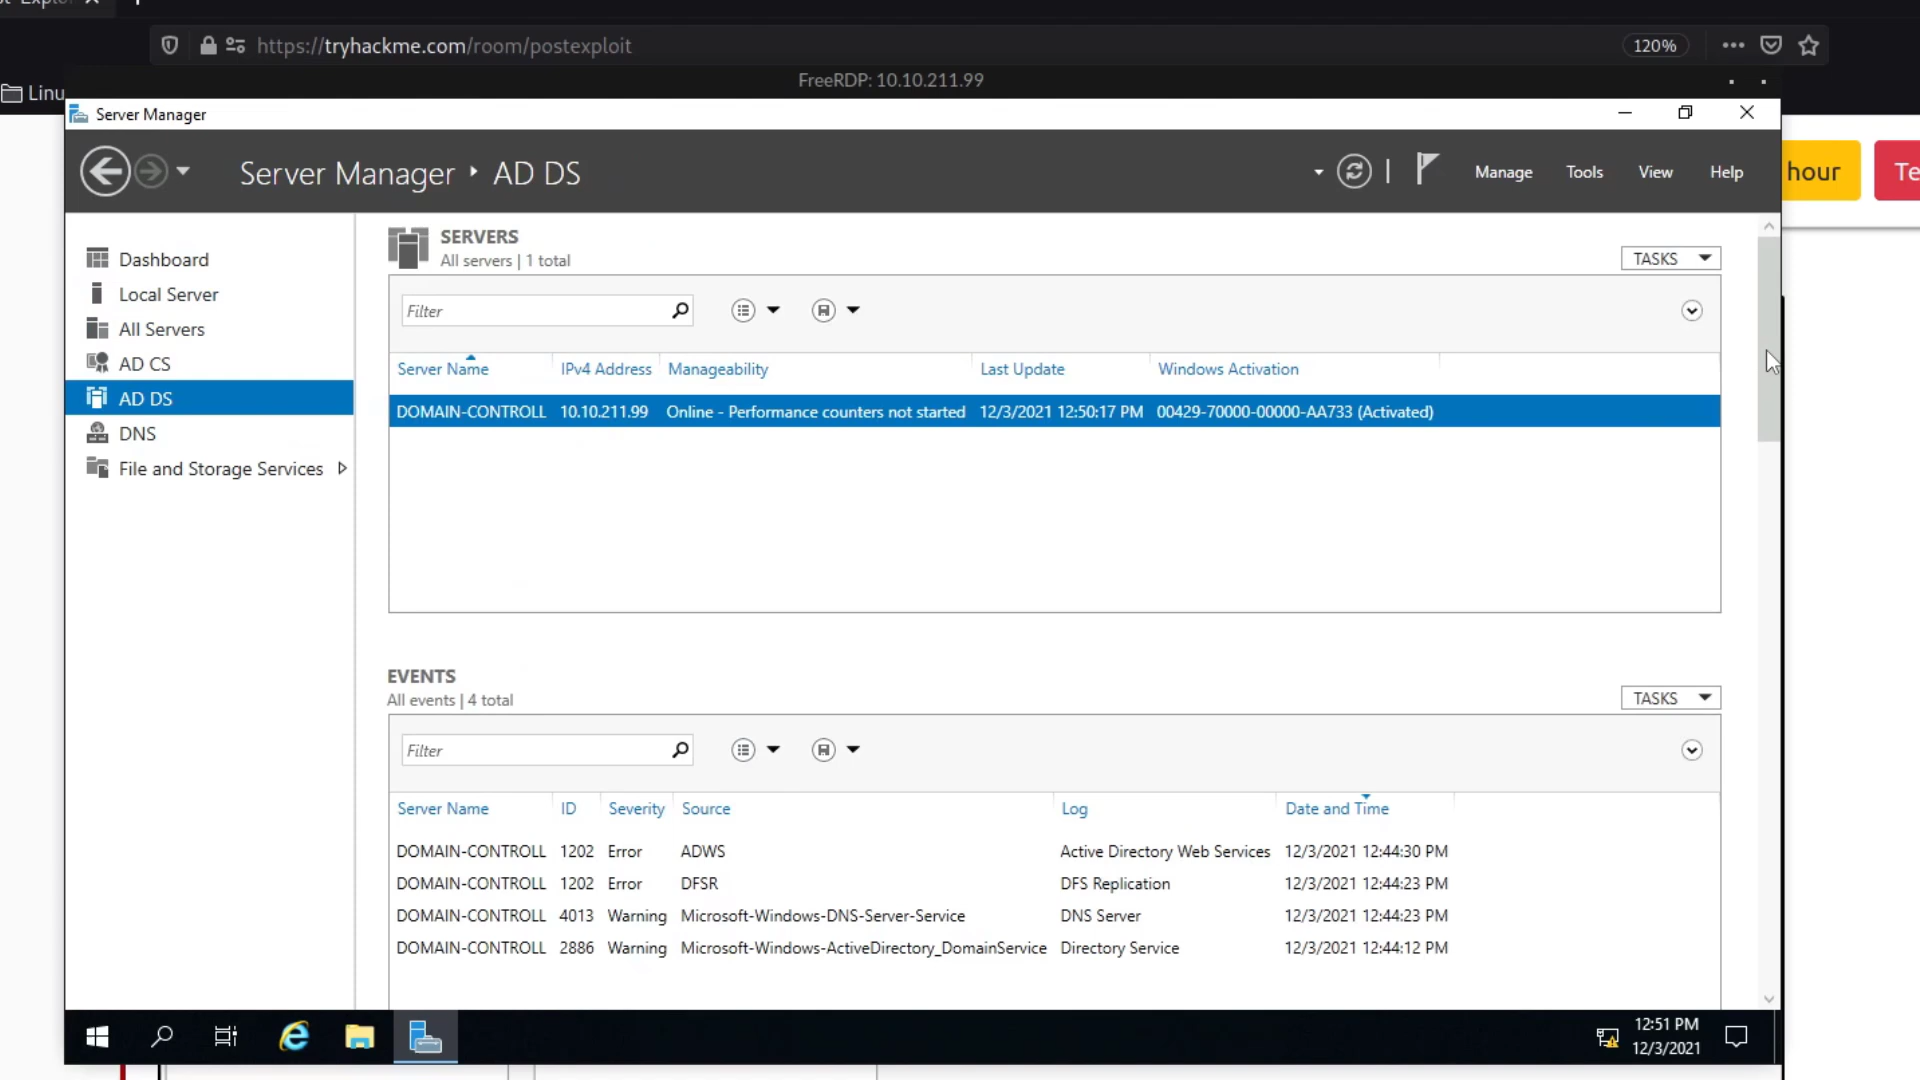 https://tryhackme.com/room/postexploit
120%
Linu
FreeRDP: 10.10.211.99
Server Manager
Server Manager AD DS
Manage Tools View Help
hour
Te
Dashboard
Local Server
All Servers
AD CS
AD DS
DNS
File and Storage Services
SERVERS
All servers | 1 total
TASKS
Filter
Server Name IPv4 Address Manageability Last Update Windows Activation
DOMAIN-CONTROLL 10.10.211.99 Online - Performance counters not started 12/3/2021 12:50:17 PM 00429-70000-00000-AA733 (Activated)
EVENTS
All events | 4 total
TASKS
Filter
Server Name ID Severity Source Log Date and Time
DOMAIN-CONTROLL 1202 Error ADWS Active Directory Web Services 12/3/2021 12:44:30 PM
DOMAIN-CONTROLL 1202 Error DFSR DFS Replication 12/3/2021 12:44:23 PM
DOMAIN-CONTROLL 4013 Warning Microsoft-Windows-DNS-Server-Service DNS Server 12/3/2021 12:44:23 PM
DOMAIN-CONTROLL 2886 Warning Microsoft-Windows-ActiveDirectory_DomainService Directory Service 12/3/2021 12:44:12 PM
12:51 PM
12/3/2021